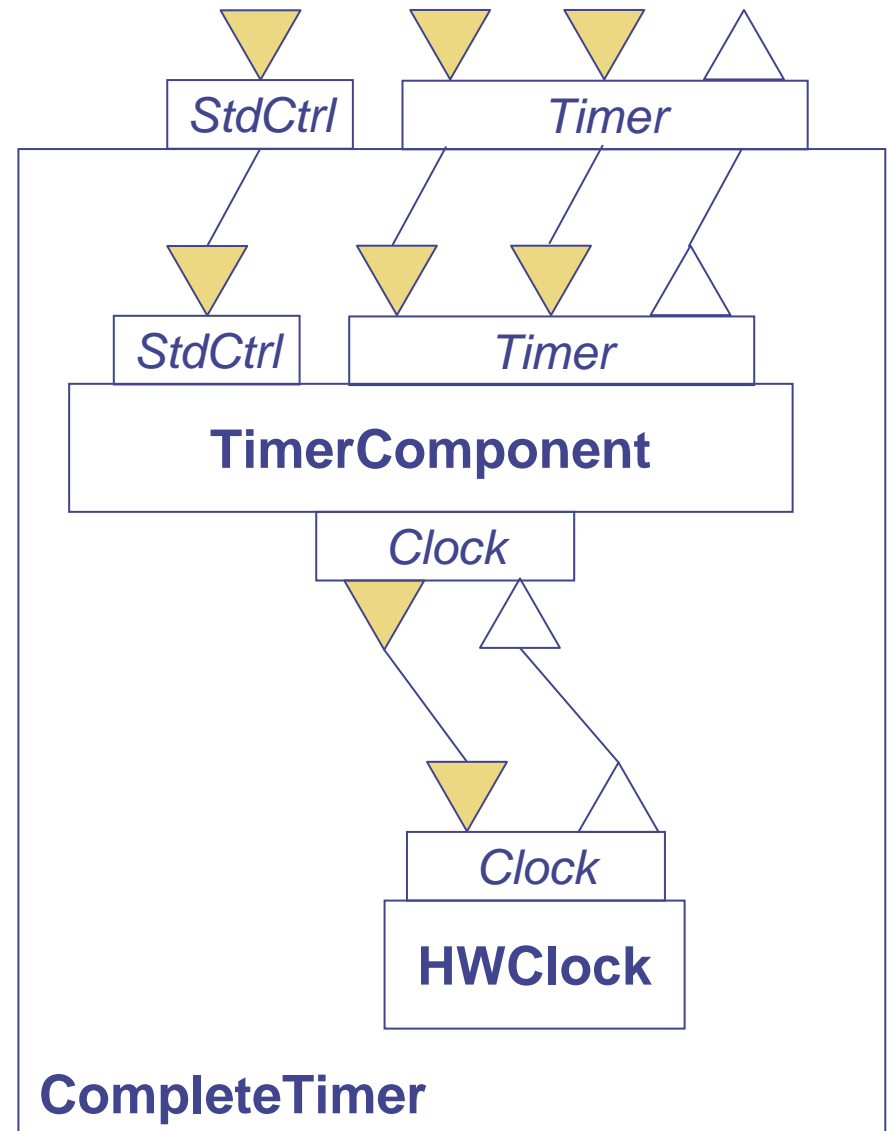 StdCtrl Timer
StdCtrl Timer
TimerComponent
Clock
Clock
HWClock
CompleteTimer